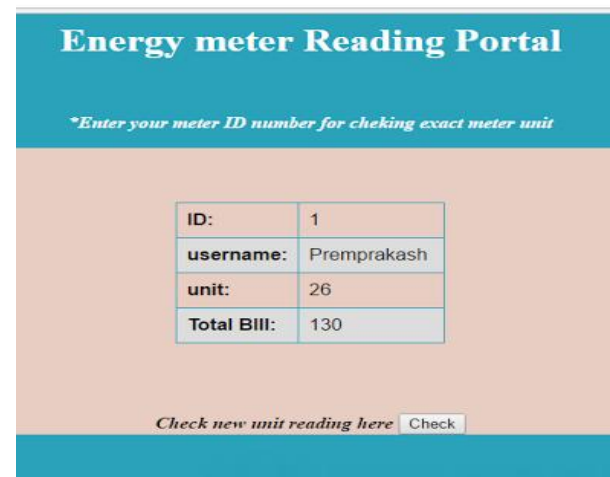 Energy meter Reading Portal
*Enter your meter ID number for cheking exact meter unit
ID: 1
username: Premprakash
unit: 26
Total BIll: 130
Check new unit reading here Check